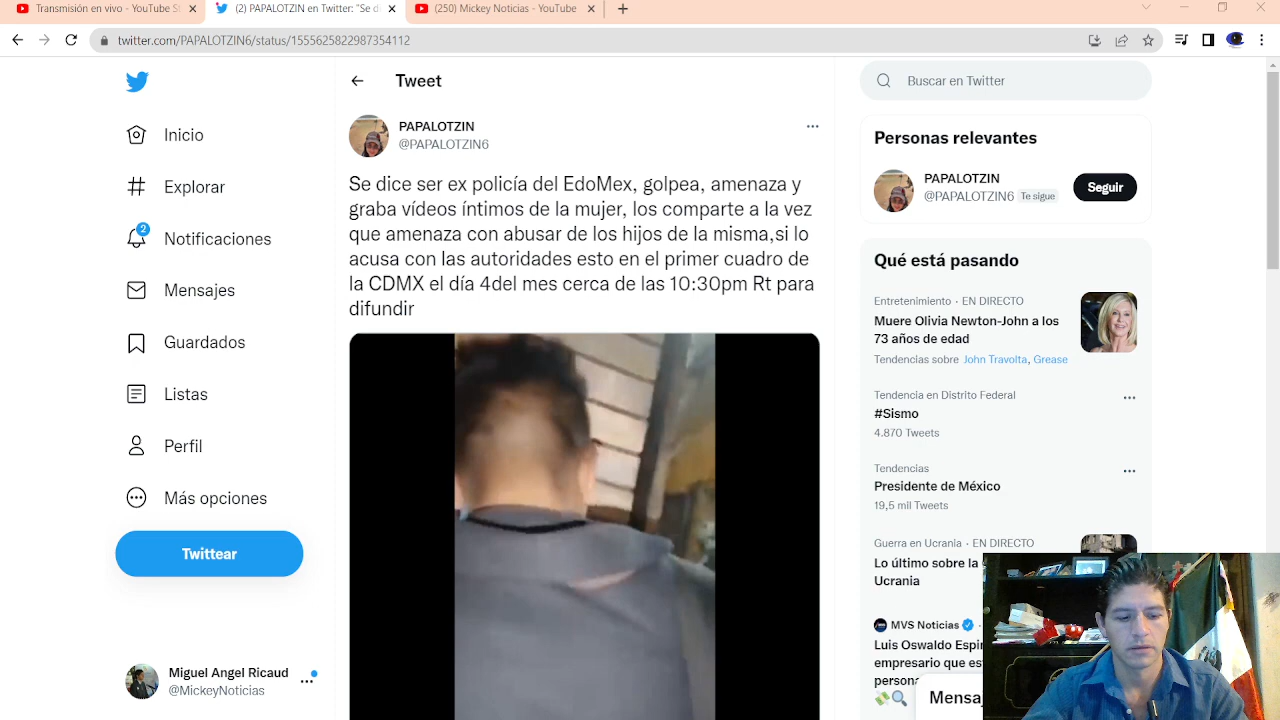 Transmisión en vivo - YouTube St
(2) PAPALOTZIN en Twitter: "Se d
(250) Mickey Noticias - YouTube
twitter.com/PAPALOTZIN6/status/1555625822987354112
Inicio
Explorar
2
Notificaciones
Mensajes
Guardados
Listas
Perfil
Más opciones
Twittear
Miguel Angel Ricaud
@MickeyNoticias
Tweet
PAPALOTZIN
@PAPALOTZIN6
Se dice ser ex policía del EdoMex, golpea, amenaza y
graba vídeos íntimos de la mujer, los comparte a la vez
que amenaza con abusar de los hijos de la misma,si lo
acusa con las autoridades esto en el primer cuadro de
la CDMX el día 4del mes cerca de las 10:30pm Rt para
difundir
Buscar en Twitter
Personas relevantes
PAPALOTZIN
@PAPALOTZIN6 Te sigue
Seguir
Qué está pasando
Entretenimiento · EN DIRECTO
Muere Olivia Newton-John a los
73 años de edad
Tendencias sobre John Travolta, Grease
Tendencia en Distrito Federal
#Sismo
4.870 Tweets
Tendencias
Presidente de México
19,5 mil Tweets
Guerra en Ucrania · EN DIRECTO
Lo último sobre la
Ucrania
MVS Noticias
Luis Oswaldo Espin
empresario que es
persona
Mensaj